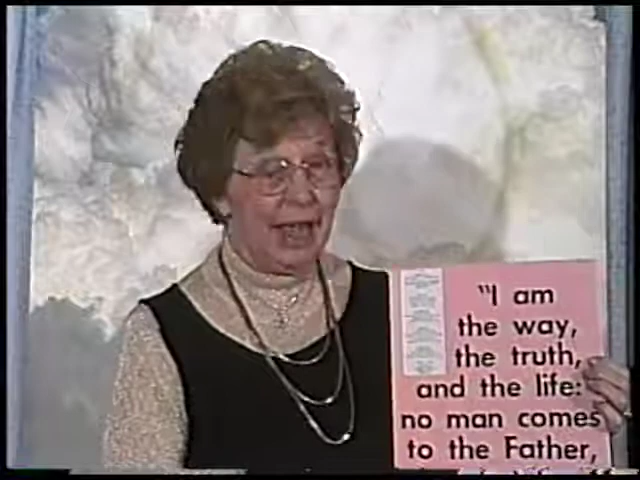 "I am
the way,
the truth,
and the life:
no man comes
to the Father,